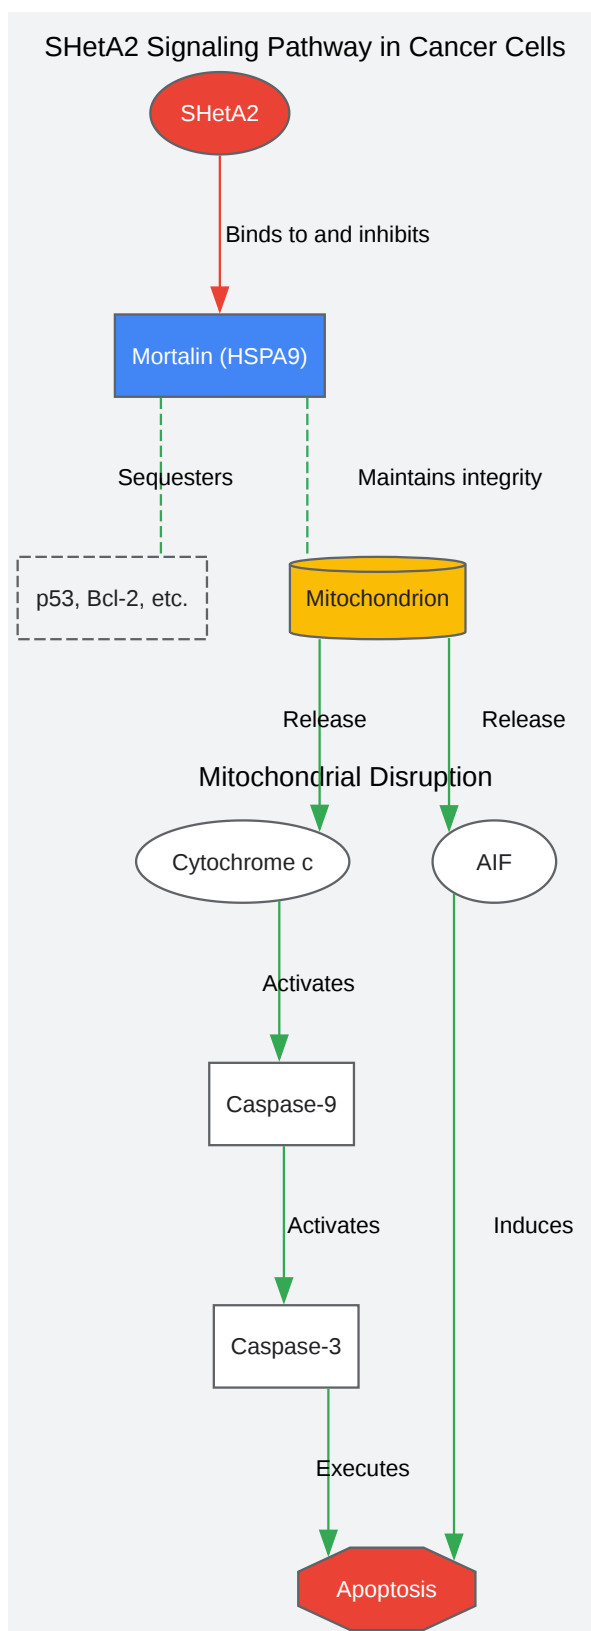 SHetA2 Signaling Pathway in Cancer Cells
SHetA2
Binds to and inhibits
Mortalin (HSPA9)
Sequesters
Maintains integrity
p53, Bcl-2, etc.
Mitochondrion
Release
Release
Mitochondrial Disruption
Cytochrome c
AIF
Activates
Caspase-9
Activates
Induces
Caspase-3
Executes
Apoptosis